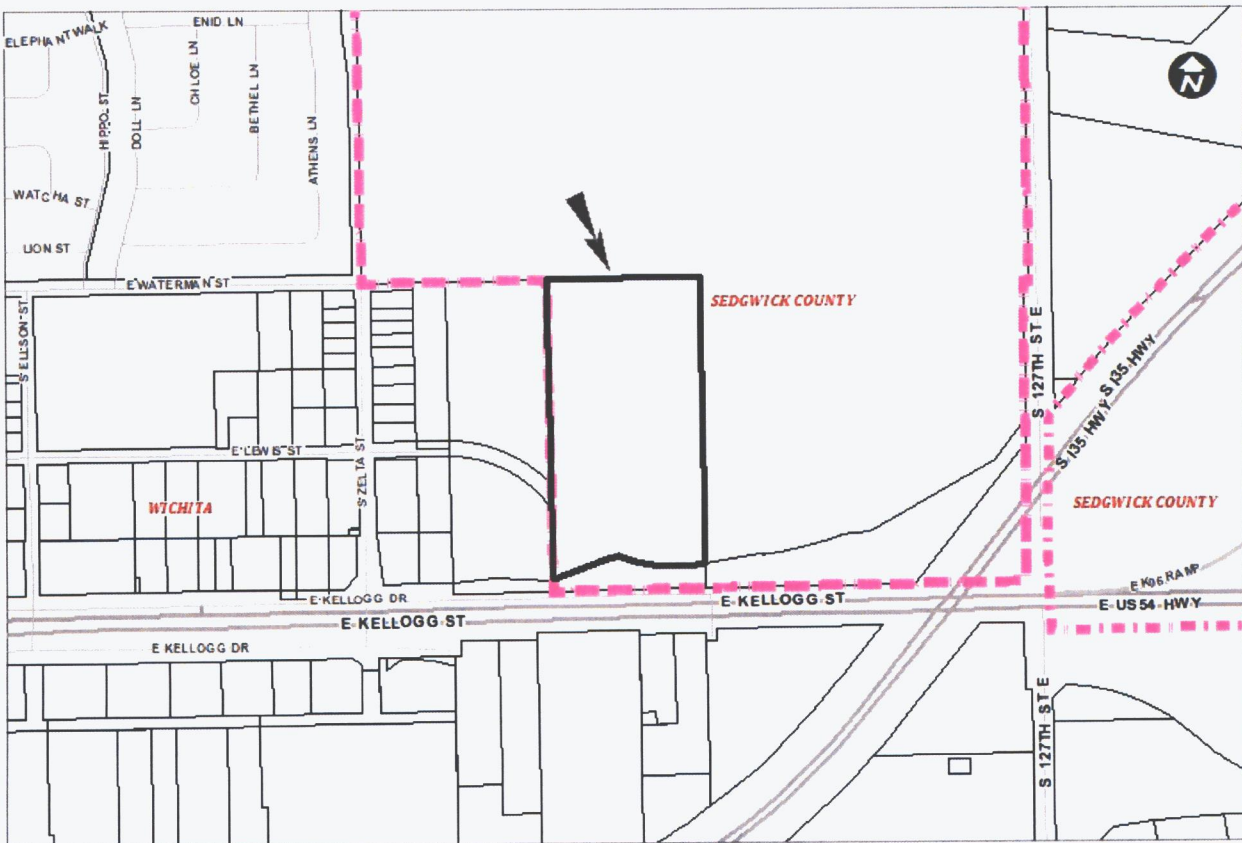 ENID LN
ELEPHANT WALK
CHLOE LN
HIPPO ST
DOLL LN
BETHEL LN
ATHENS LN
N
WATCHA ST
LION ST
E WATERMAN ST
SEDGWICK COUNTY
S ELLSON ST
S 127TH ST E
S I35 HWY
S I35 HWY
E LEWIS ST
S ZELTA ST
WICHITA
SEDGWICK COUNTY
E K96 RAMP
E KELLOGG DR
E KELLOGG ST
E US54 HWY
E KELLOGG ST
E KELLOGG DR
S 127TH ST E